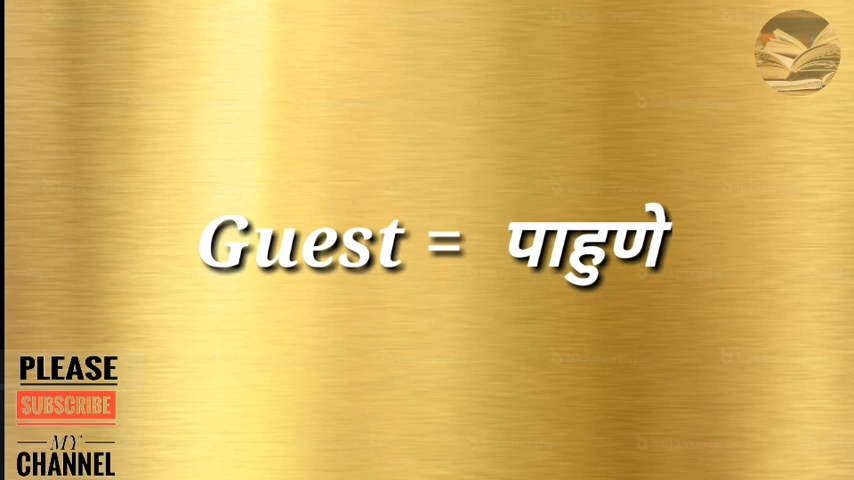 Guest = पाहुणे
PLEASE
SUBSCRIBE
MY
CHANNEL